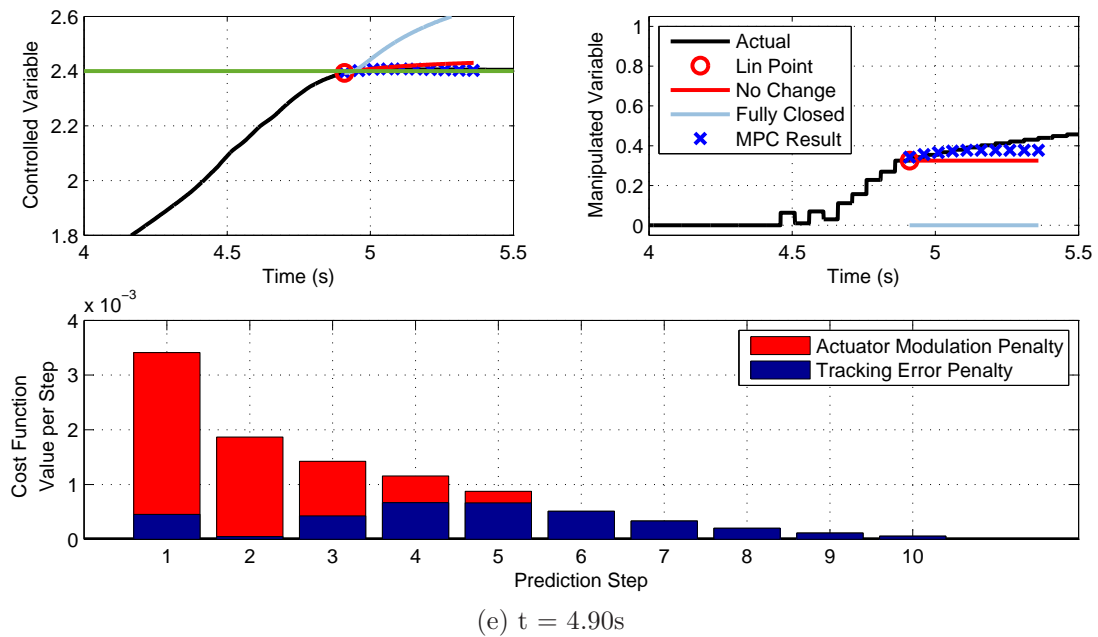 2.6
2.4
2.2
2
1.8
4
4.5
5
5.5
Controlled Variable
Time (s)
1
0.8
0.6
0.4
0.2
0
4
4.5
5
5.5
Manipulated Variable
Time (s)
Actual
Lin Point
No Change
Fully Closed
MPC Result
x 10⁻³
4
3
2
1
0
Cost Function
Value per Step
Actuator Modulation Penalty
Tracking Error Penalty
1 2 3 4 5 6 7 8 9 10
Prediction Step
(e) t = 4.90s